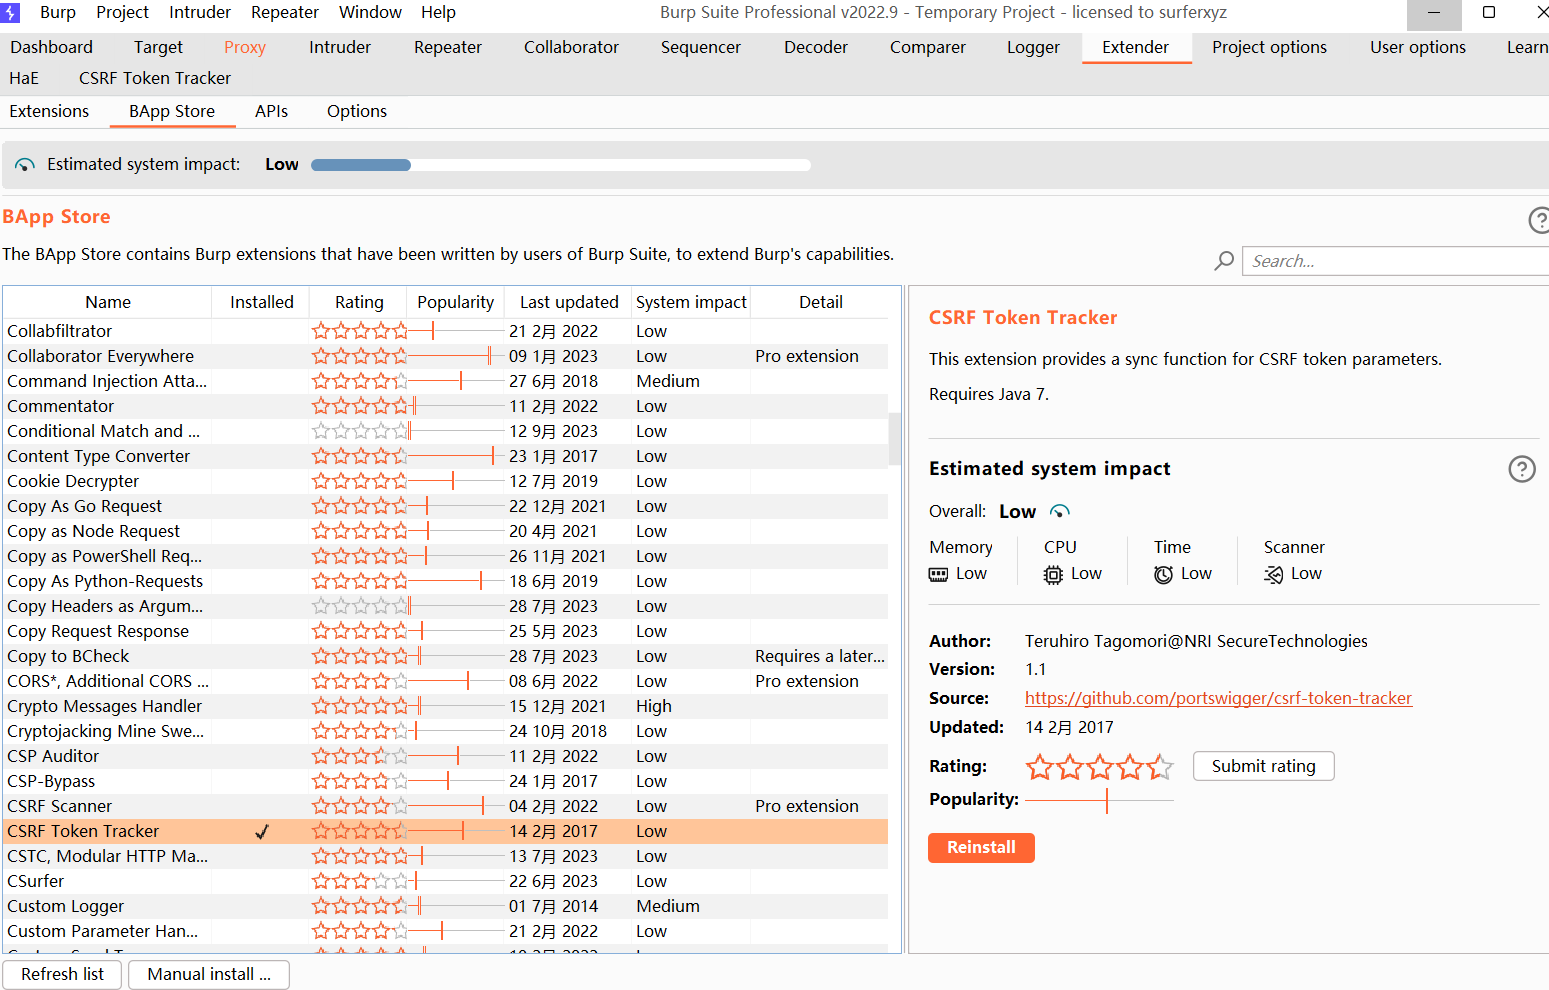 Burp Project Intruder Repeater Window Help Burp Suite Professional v2022.9 - Temporary Project - licensed to surferxyz
Dashboard Target Proxy Intruder Repeater Collaborator Sequencer Decoder Comparer Logger Extender Project options User options Learn
HaE CSRF Token Tracker
Extensions BApp Store APIs Options
Estimated system impact: Low
BApp Store
The BApp Store contains Burp extensions that have been written by users of Burp Suite, to extend Burp's capabilities.
Search...
Name Installed Rating Popularity Last updated System impact Detail
Collabfiltrator 21 2月 2022 Low
Collaborator Everywhere 09 1月 2023 Low Pro extension
Command Injection Atta... 27 6月 2018 Medium
Commentator 11 2月 2022 Low
Conditional Match and ... 12 9月 2023 Low
Content Type Converter 23 1月 2017 Low
Cookie Decrypter 12 7月 2019 Low
Copy As Go Request 22 12月 2021 Low
Copy as Node Request 20 4月 2021 Low
Copy as PowerShell Req... 26 11月 2021 Low
Copy As Python-Requests 18 6月 2019 Low
Copy Headers as Argum... 28 7月 2023 Low
Copy Request Response 25 5月 2023 Low
Copy to BCheck 28 7月 2023 Low Requires a later...
CORS*, Additional CORS ... 08 6月 2022 Low Pro extension
Crypto Messages Handler 15 12月 2021 High
Cryptojacking Mine Swe... 24 10月 2018 Low
CSP Auditor 11 2月 2022 Low
CSP-Bypass 24 1月 2017 Low
CSRF Scanner 04 2月 2022 Low Pro extension
CSRF Token Tracker 14 2月 2017 Low
CSTC, Modular HTTP Ma... 13 7月 2023 Low
CSurfer 22 6月 2023 Low
Custom Logger 01 7月 2014 Medium
Custom Parameter Han... 21 2月 2022 Low
CSRF Token Tracker
This extension provides a sync function for CSRF token parameters.
Requires Java 7.
Estimated system impact
Overall: Low
Memory CPU Time Scanner
Low Low Low Low
Author: Teruhiro Tagomori@NRI SecureTechnologies
Version: 1.1
Source: https://github.com/portswigger/csrf-token-tracker
Updated: 14 2月 2017
Rating: Submit rating
Popularity:
Reinstall
Refresh list Manual install ...